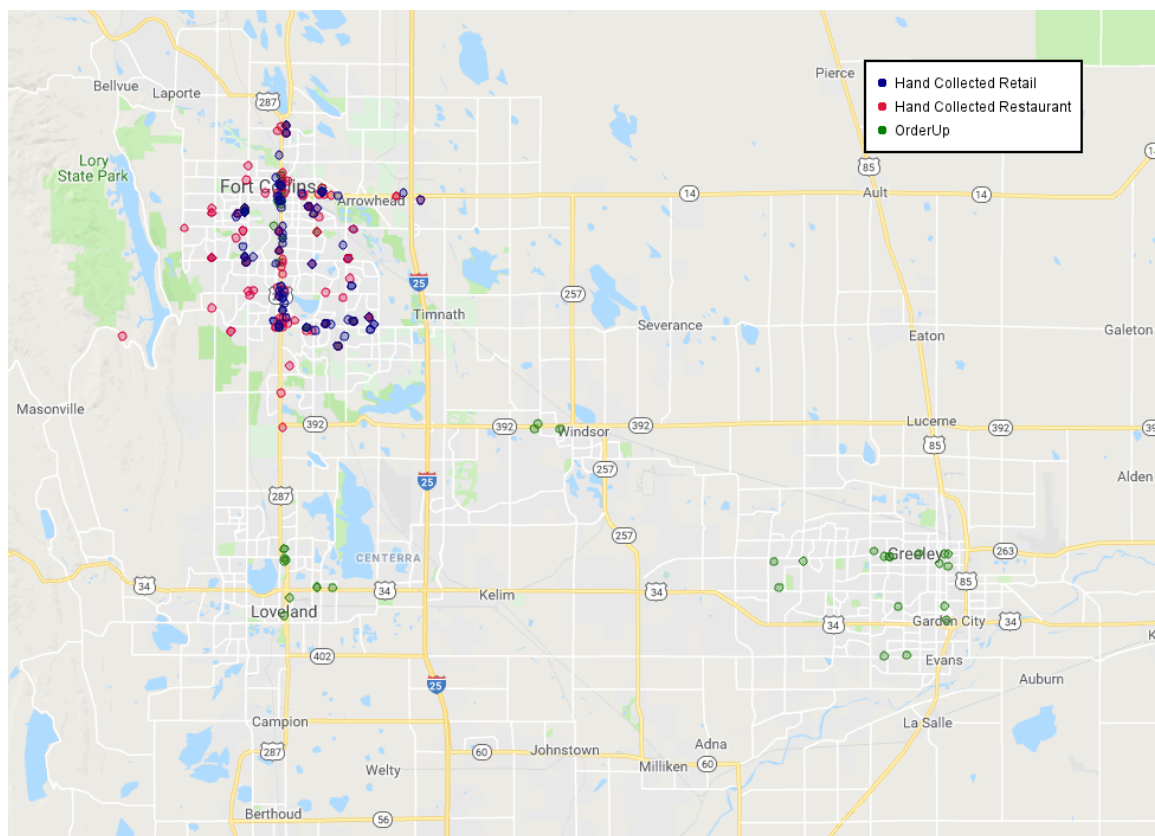 Bellvue
Laporte
287
Pierce
Hand Collected Retail
Hand Collected Restaurant
OrderUp
Lory
State Park
Fort Collins
Arrowhead
14
85
Ault
14
14
25
287
257
Timnath
Severance
Eaton
Galeton
Masonville
392
392
Windsor
392
Lucerne
392
39
85
257
25
Alden
287
257
CENTERRA
Greeley
263
34
34
Kelim
34
85
Loveland
34
Garden City
34
K
402
Evans
25
Auburn
Campion
La Salle
287
60
Johnstown
Adna
Welty
Milliken
60
Berthoud
56